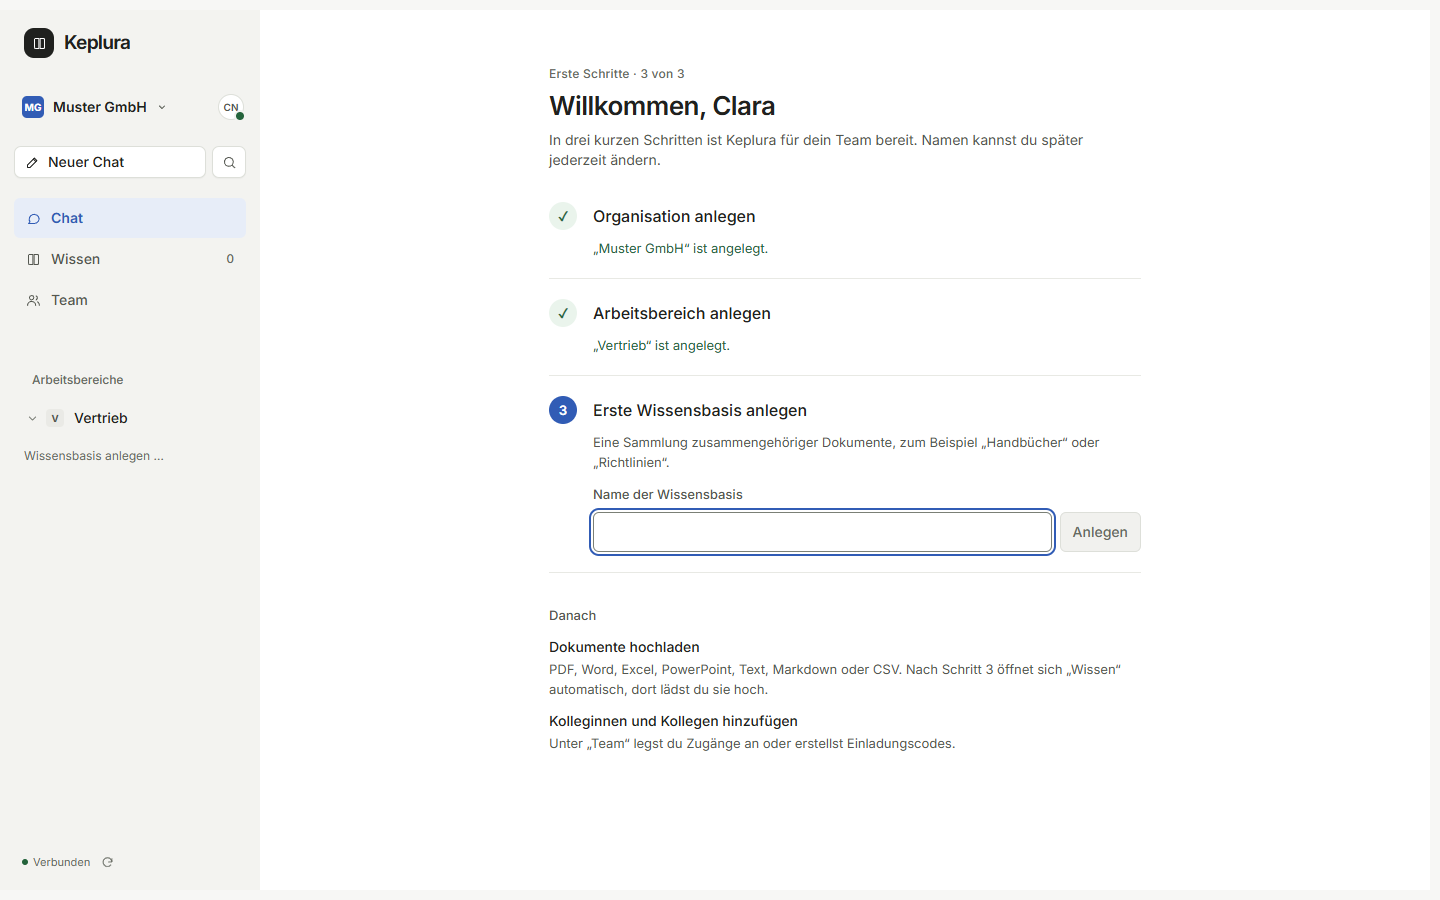 Keplura
MG Muster GmbH
CN
Neuer Chat
Chat
Wissen 0
Team
Arbeitsbereiche
V Vertrieb
Wissensbasis anlegen ...
Verbunden
Erste Schritte · 3 von 3
Willkommen, Clara
In drei kurzen Schritten ist Keplura für dein Team bereit. Namen kannst du später
jederzeit ändern.
Organisation anlegen
„Muster GmbH“ ist angelegt.
Arbeitsbereich anlegen
„Vertrieb“ ist angelegt.
3 Erste Wissensbasis anlegen
Eine Sammlung zusammengehöriger Dokumente, zum Beispiel „Handbücher“ oder
„Richtlinien“.
Name der Wissensbasis
Anlegen
Danach
Dokumente hochladen
PDF, Word, Excel, PowerPoint, Text, Markdown oder CSV. Nach Schritt 3 öffnet sich „Wissen“
automatisch, dort lädst du sie hoch.
Kolleginnen und Kollegen hinzufügen
Unter „Team“ legst du Zugänge an oder erstellst Einladungscodes.